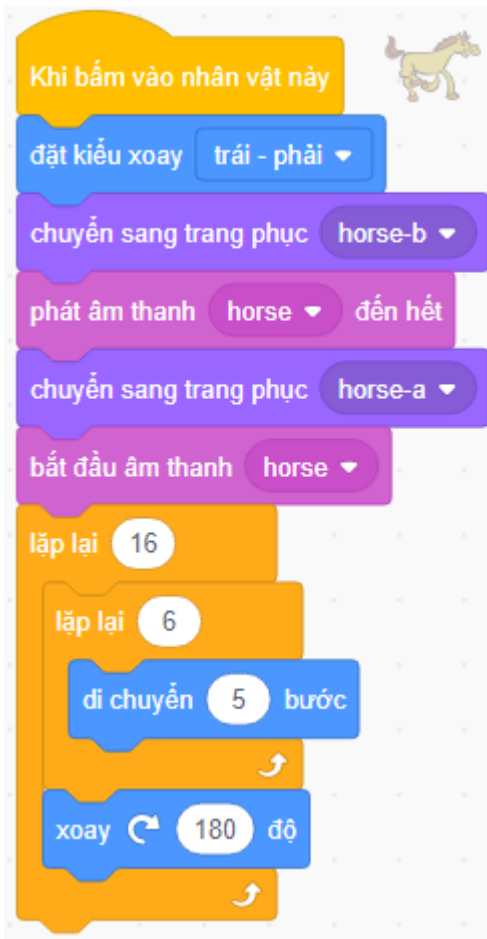 Khi bấm vào nhân vật này
đặt kiểu xoay trái - phải
chuyển sang trang phục horse-b
phát âm thanh horse đến hết
chuyển sang trang phục horse-a
bắt đầu âm thanh horse
lặp lại 16
lặp lại 6
di chuyển 5 bước
xoay 180 độ